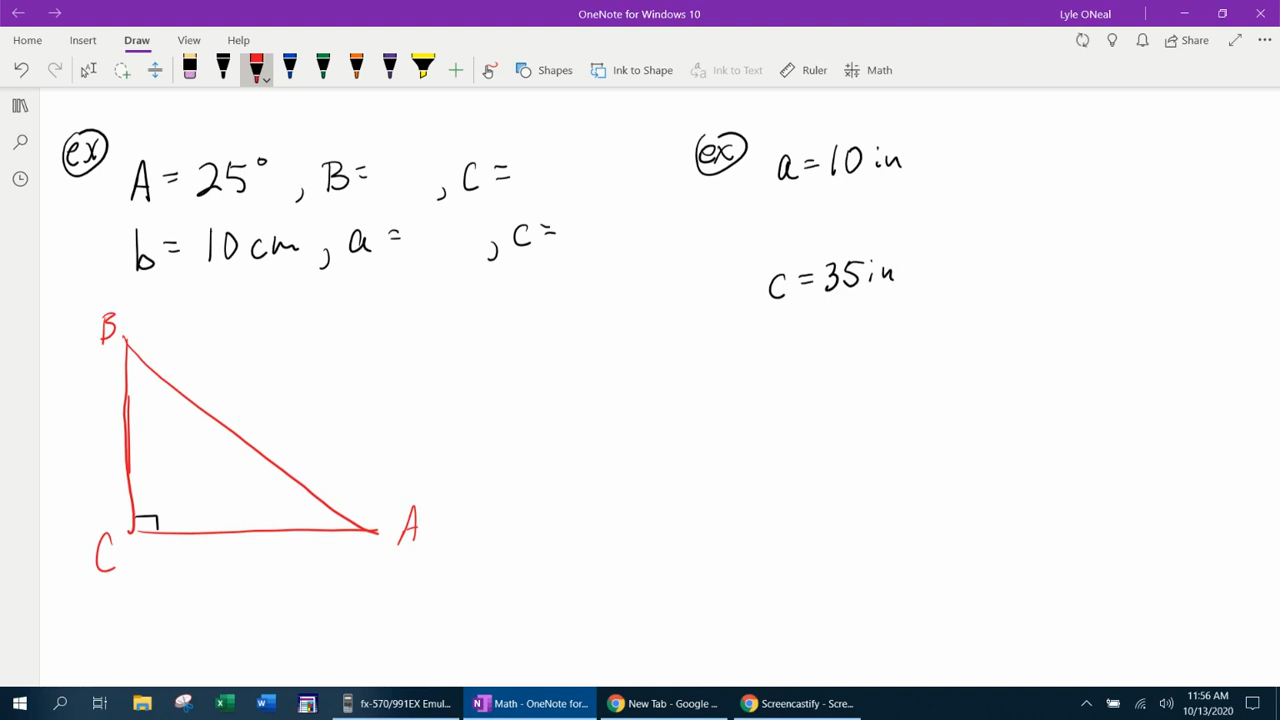 OneNote for Windows 10
Lyle ONeal
Home Insert Draw View Help
Share
Shapes Ink to Shape Ink to Text Ruler Math
ex
A = 25° , B= , C =
b = 10 cm , a = , c =
B
C
A
ex
a = 10 in
c = 35 in
fx-570/991EX Emul...
Math - OneNote for...
New Tab - Google ...
Screencastify - Scre...
11:56 AM
10/13/2020